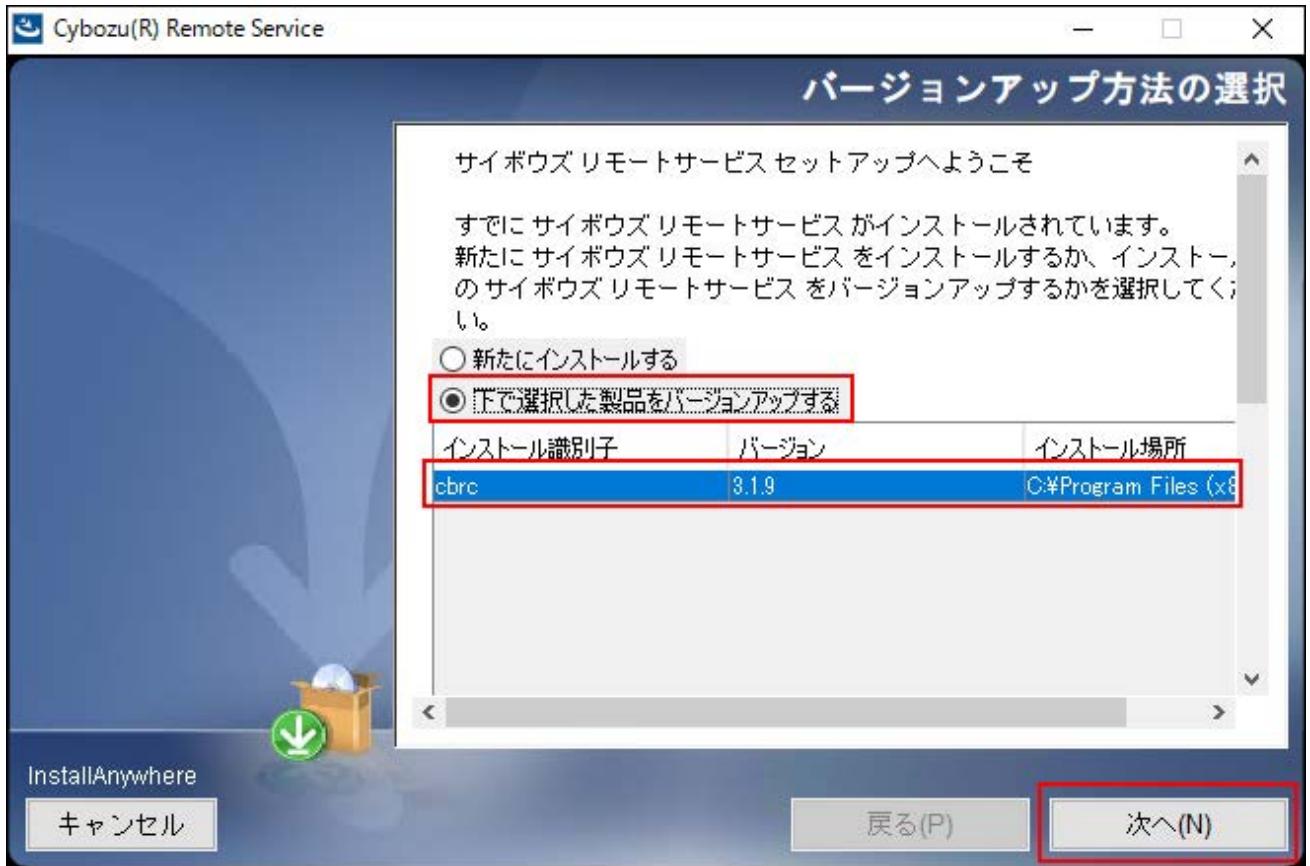 Cybozu(R) Remote Service
バージョンアップ方法の選択
サイボウズ リモートサービス セットアップへようこそ
すでに サイボウズ リモートサービス がインストールされています。
新たに サイボウズ リモートサービス をインストールするか、インストー
の サイボウズ リモートサービス をバージョンアップするかを選択してく
い。
新たにインストールする
下で選択した製品をバージョンアップする
インストール識別子 バージョン インストール場所
cbrc 3.1.9 C:¥Program Files (x8
InstallAnywhere
キャンセル 戻る(P) 次へ(N)